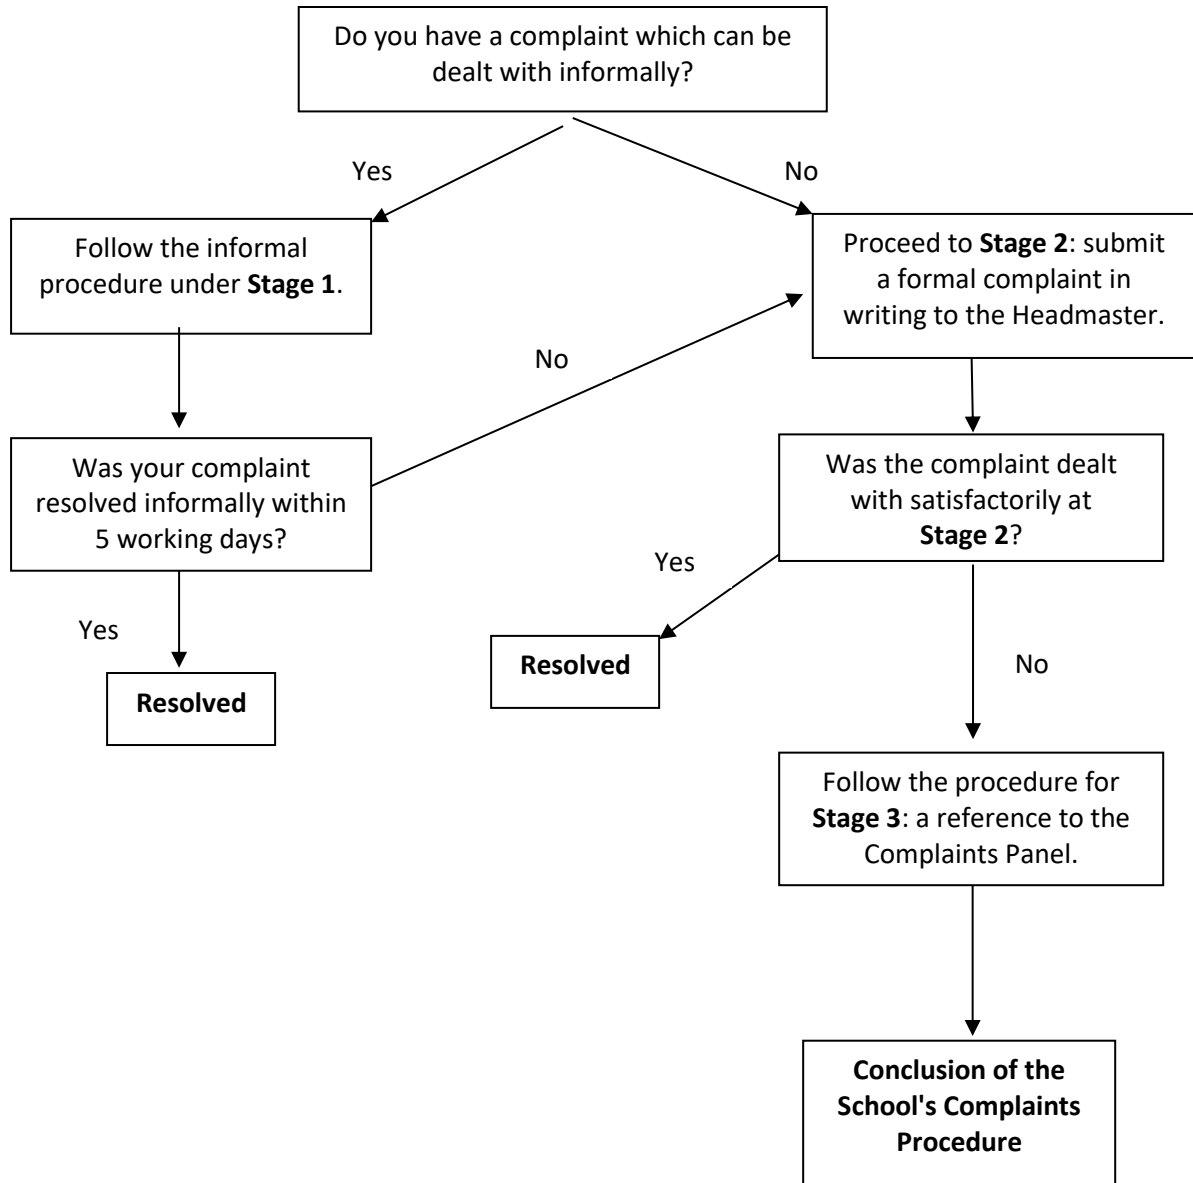 Do you have a complaint which can be
dealt with informally?
Yes
No
Follow the informal
procedure under Stage 1.
Proceed to Stage 2: submit
a formal complaint in
writing to the Headmaster.
No
Was your complaint
resolved informally within
5 working days?
Was the complaint dealt
with satisfactorily at
Stage 2?
Yes
Yes
Resolved
Resolved
No
Follow the procedure for
Stage 3: a reference to the
Complaints Panel.
Conclusion of the
School's Complaints
Procedure